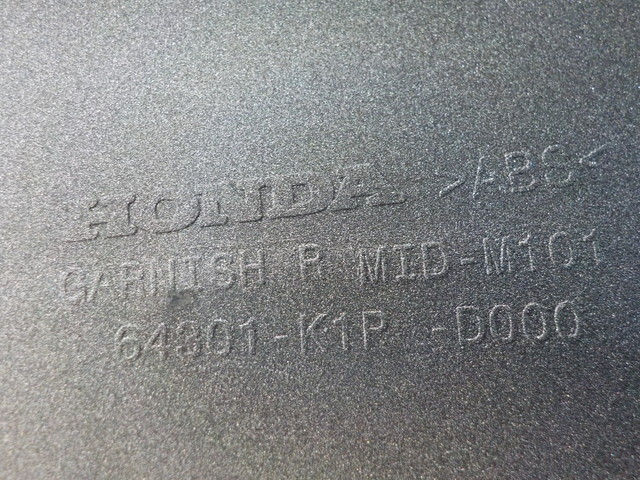 HONDA >ABS<
GARNISH R MID-M101
64301-K1P -D000